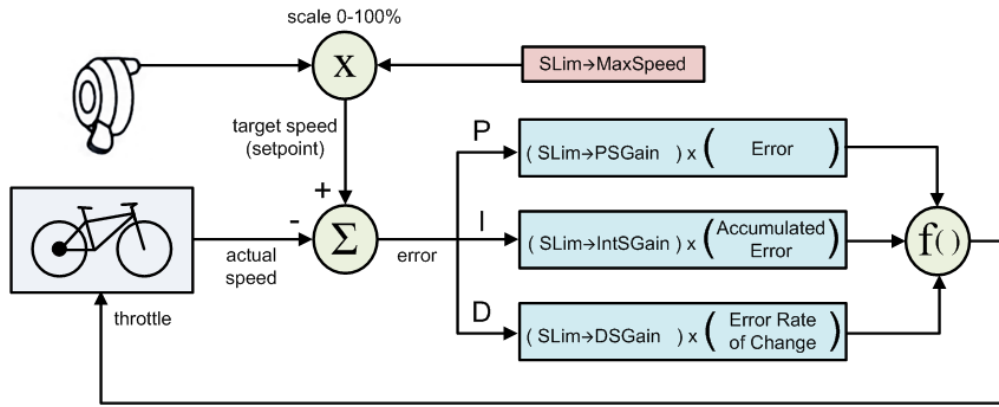 scale 0-100%
X
SLim→MaxSpeed
target speed
(setpoint)
P
( SLim→PSGain ) x ( Error )
+
-
Σ
actual
speed
error
I
( SLim→IntSGain ) x ( Accumulated
Error )
f()
throttle
D
( SLim→DSGain ) x ( Error Rate
of Change )